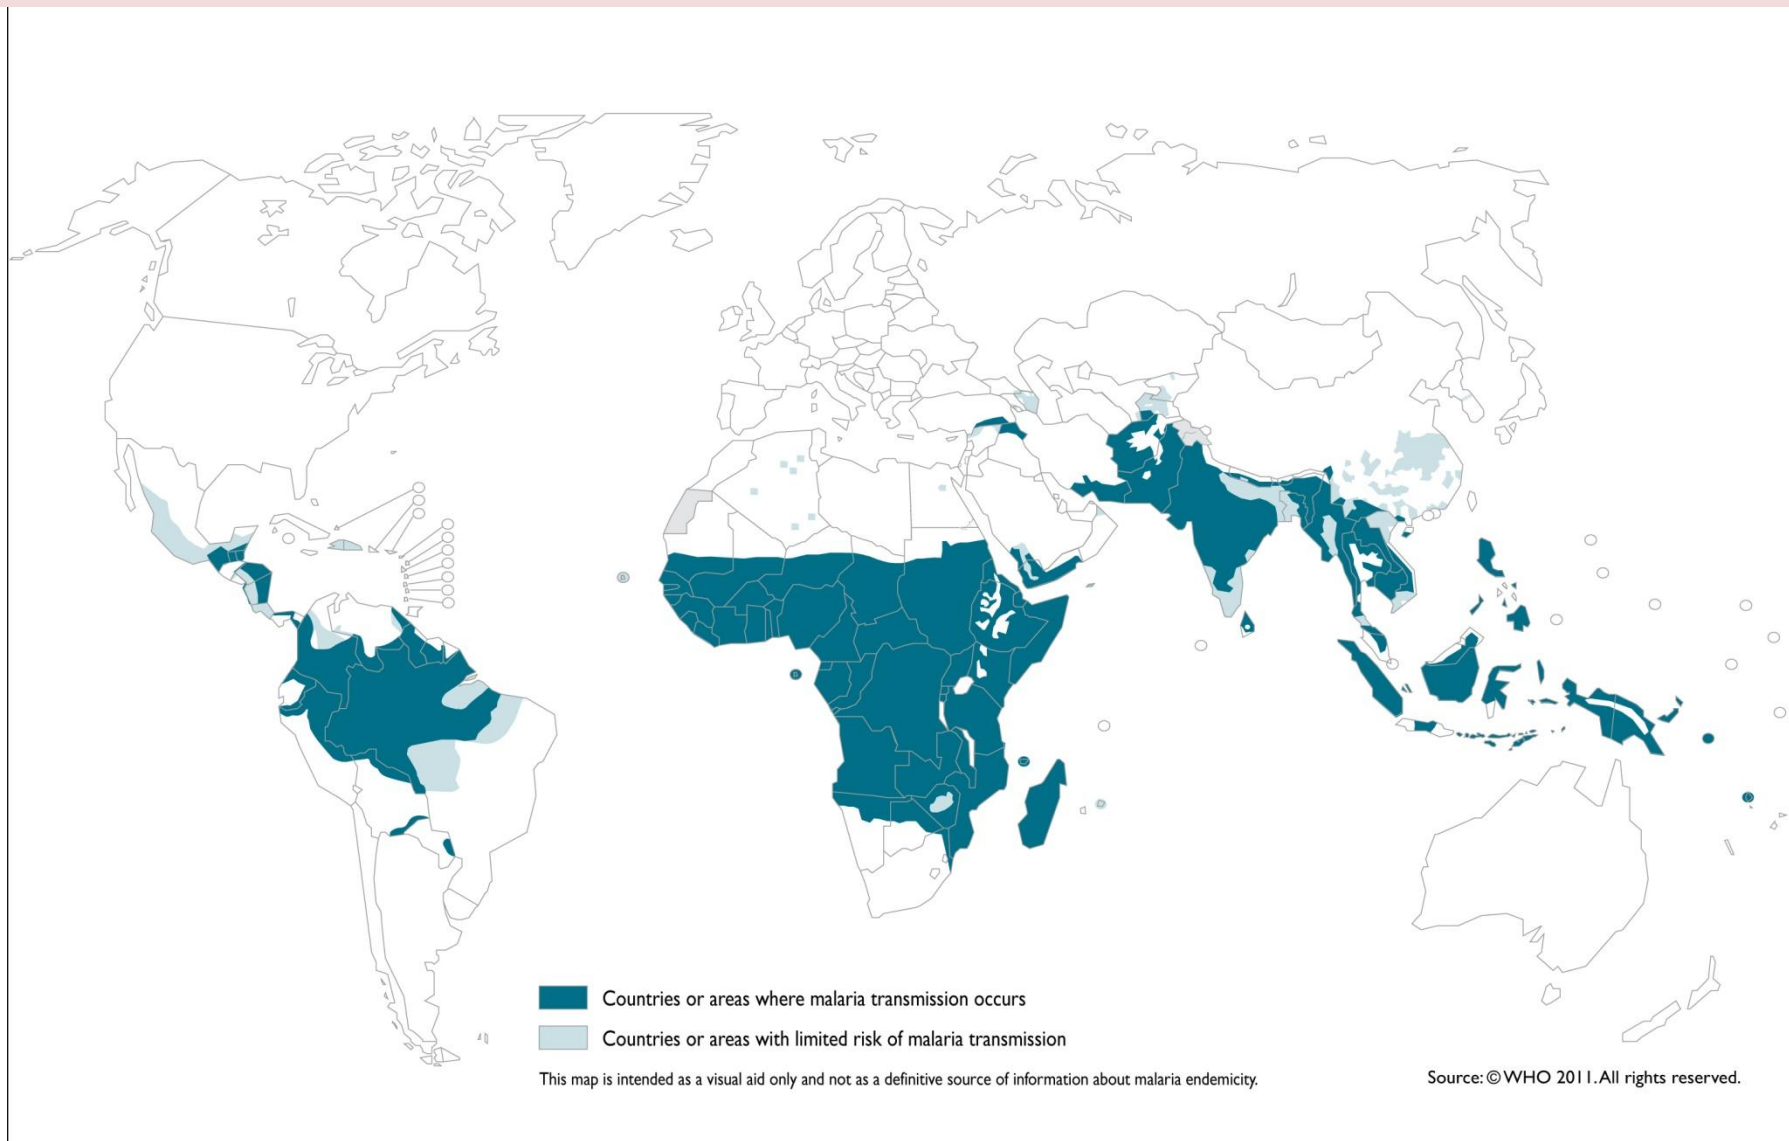 Countries or areas where malaria transmission occurs
Countries or areas with limited risk of malaria transmission
This map is intended as a visual aid only and not as a definitive source of information about malaria endemicity.
Source: © WHO 2011. All rights reserved.